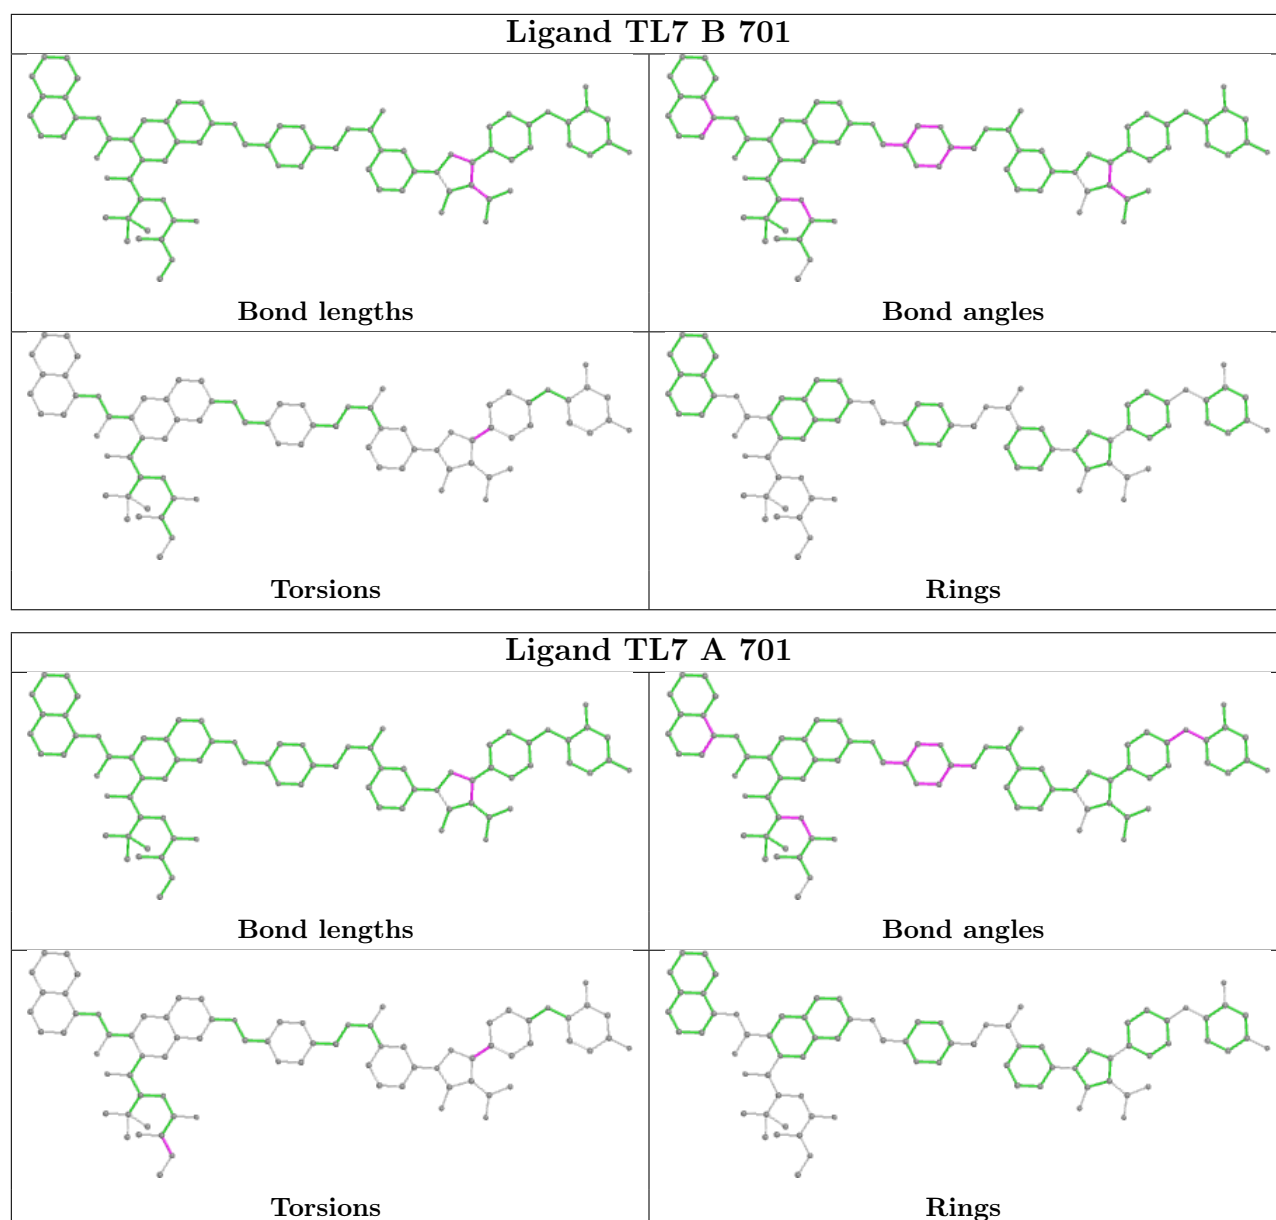 Ligand TL7 B 701
Bond lengths
Bond angles
Torsions
Rings
Ligand TL7 A 701
Bond lengths
Bond angles
Torsions
Rings